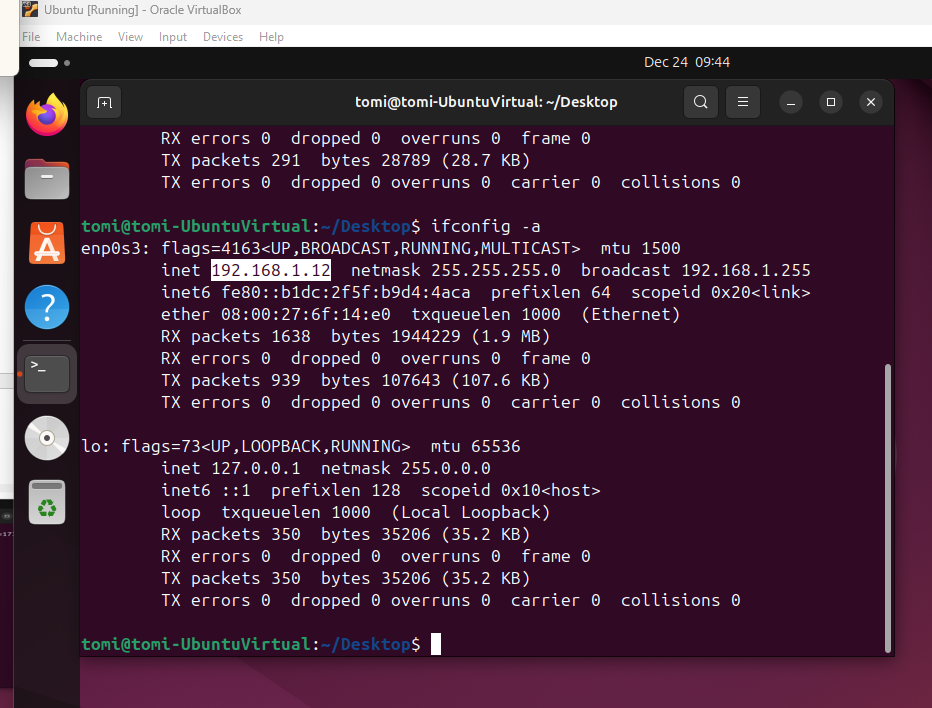 Ubuntu [Running] - Oracle VirtualBox
File Machine View Input Devices Help
Dec 24 09:44
tomi@tomi-UbuntuVirtual: ~/Desktop
RX errors 0 dropped 0 overruns 0 frame 0
TX packets 291 bytes 28789 (28.7 KB)
TX errors 0 dropped 0 overruns 0 carrier 0 collisions 0
tomi@tomi-UbuntuVirtual:~/Desktop$ ifconfig -a
enp0s3: flags=4163<UP,BROADCAST,RUNNING,MULTICAST> mtu 1500
inet 192.168.1.12 netmask 255.255.255.0 broadcast 192.168.1.255
inet6 fe80::b1dc:2f5f:b9d4:4aca prefixlen 64 scopeid 0x20<link>
ether 08:00:27:6f:14:e0 txqueuelen 1000 (Ethernet)
RX packets 1638 bytes 1944229 (1.9 MB)
RX errors 0 dropped 0 overruns 0 frame 0
TX packets 939 bytes 107643 (107.6 KB)
TX errors 0 dropped 0 overruns 0 carrier 0 collisions 0
lo: flags=73<UP,LOOPBACK,RUNNING> mtu 65536
inet 127.0.0.1 netmask 255.0.0.0
inet6 ::1 prefixlen 128 scopeid 0x10<host>
loop txqueuelen 1000 (Local Loopback)
RX packets 350 bytes 35206 (35.2 KB)
RX errors 0 dropped 0 overruns 0 frame 0
TX packets 350 bytes 35206 (35.2 KB)
TX errors 0 dropped 0 overruns 0 carrier 0 collisions 0
tomi@tomi-UbuntuVirtual:~/Desktop$